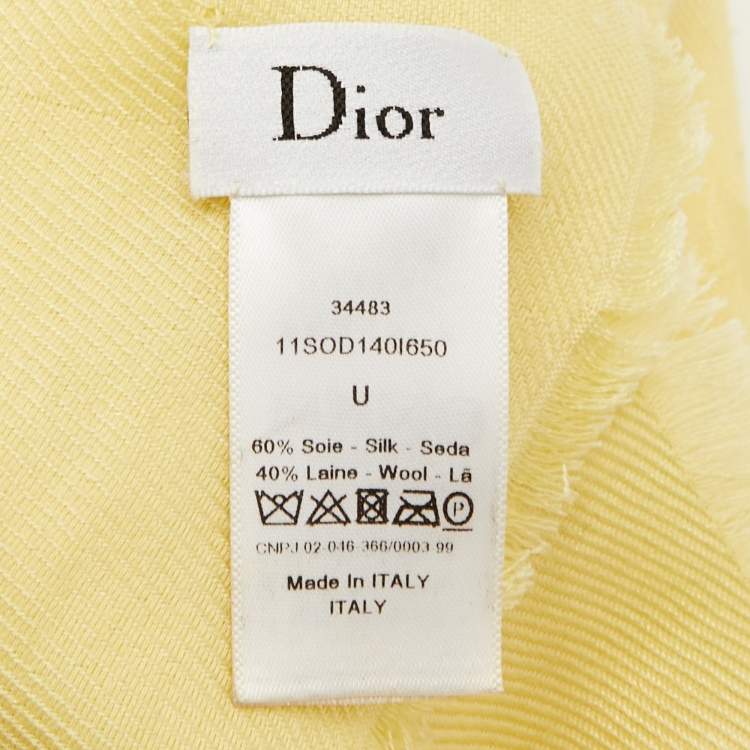 Dior
34483
11SOD140I650
U
60% Soie - Silk - Seda
40% Laine - Wool - Lã
P
CNPJ 02-046-366/0003-99
Made In ITALY
ITALY